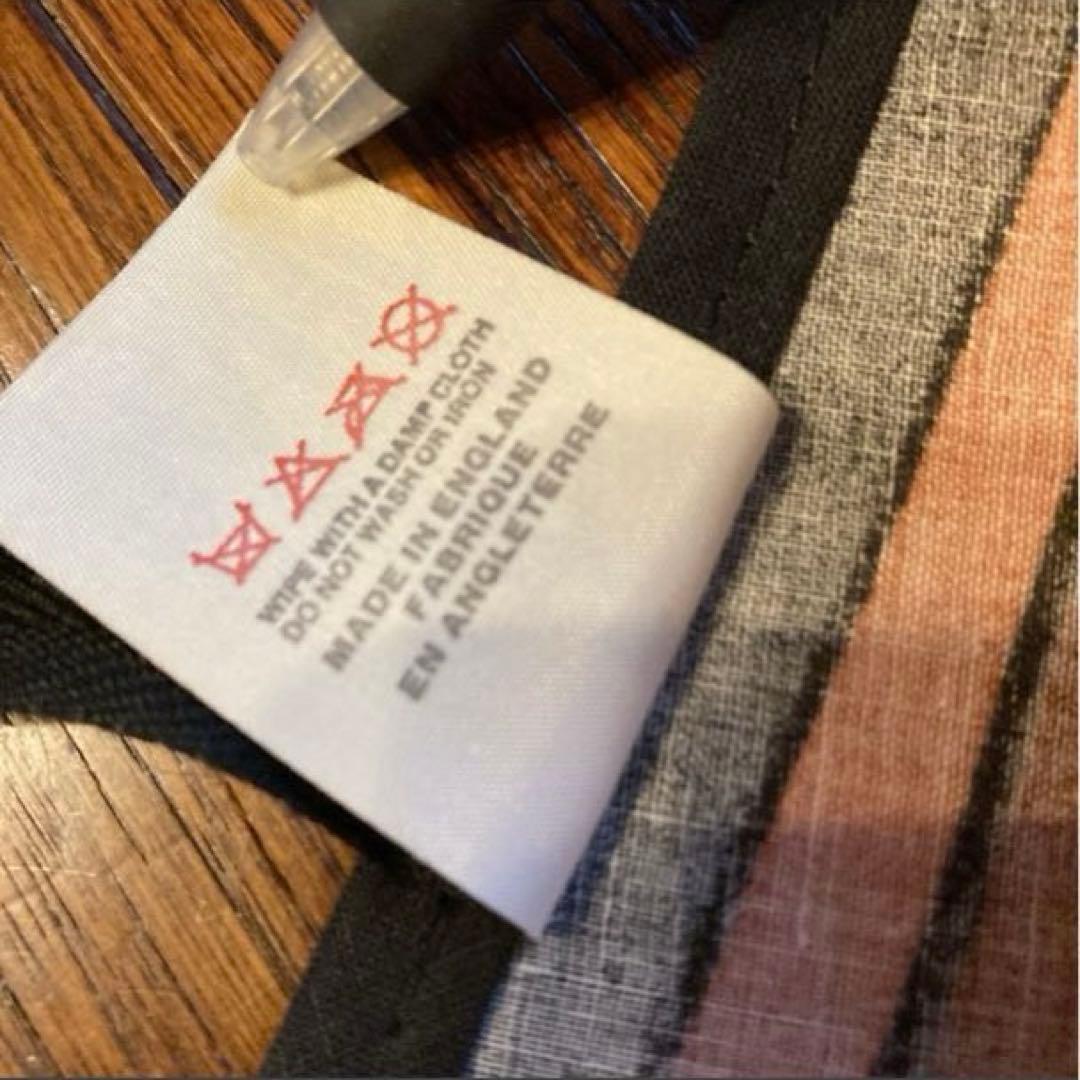 WIPE WITH A DAMP CLOTH
DO NOT WASH OR IRON
MADE IN ENGLAND
FABRIQUE
EN ANGLETERRE